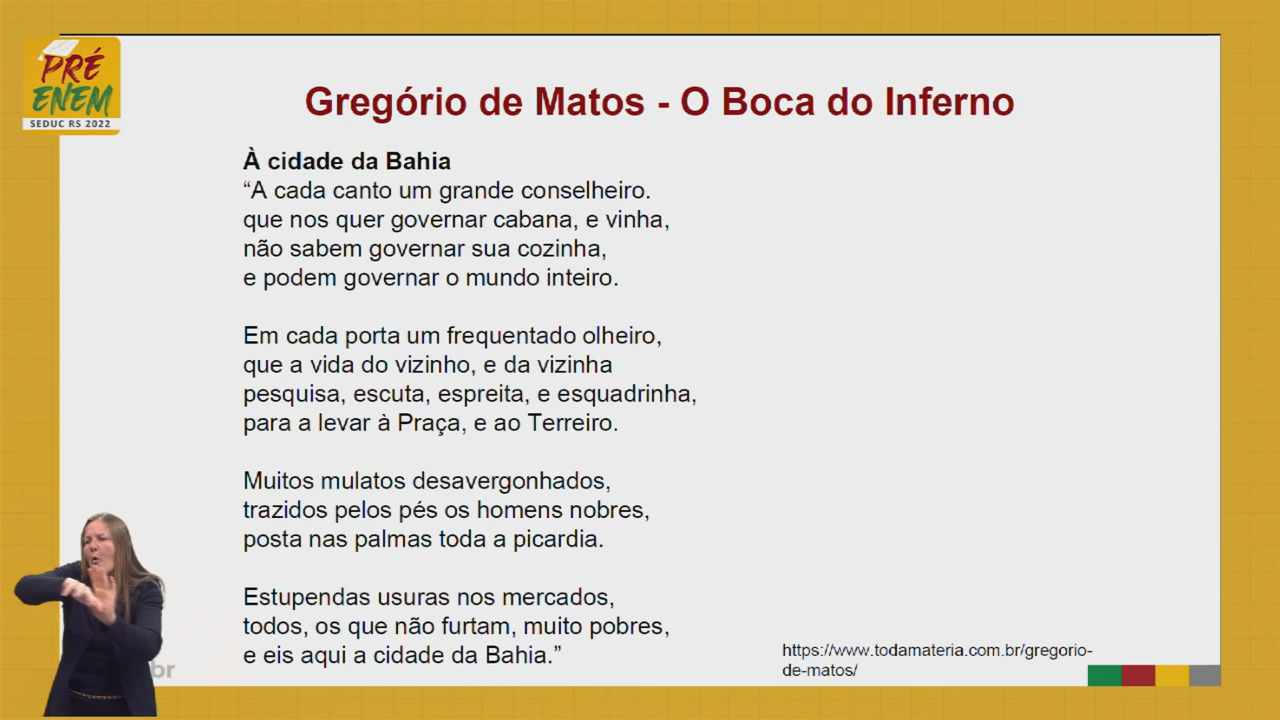 PRÉ
ENEM
SEDUC RS 2022
Gregório de Matos - O Boca do Inferno
À cidade da Bahia
“A cada canto um grande conselheiro.
que nos quer governar cabana, e vinha,
não sabem governar sua cozinha,
e podem governar o mundo inteiro.
Em cada porta um frequentado olheiro,
que a vida do vizinho, e da vizinha
pesquisa, escuta, espreita, e esquadrinha,
para a levar à Praça, e ao Terreiro.
Muitos mulatos desavergonhados,
trazidos pelos pés os homens nobres,
posta nas palmas toda a picardia.
Estupendas usuras nos mercados,
todos, os que não furtam, muito pobres,
e eis aqui a cidade da Bahia.”
https://www.todamateria.com.br/gregorio-
de-matos/
br